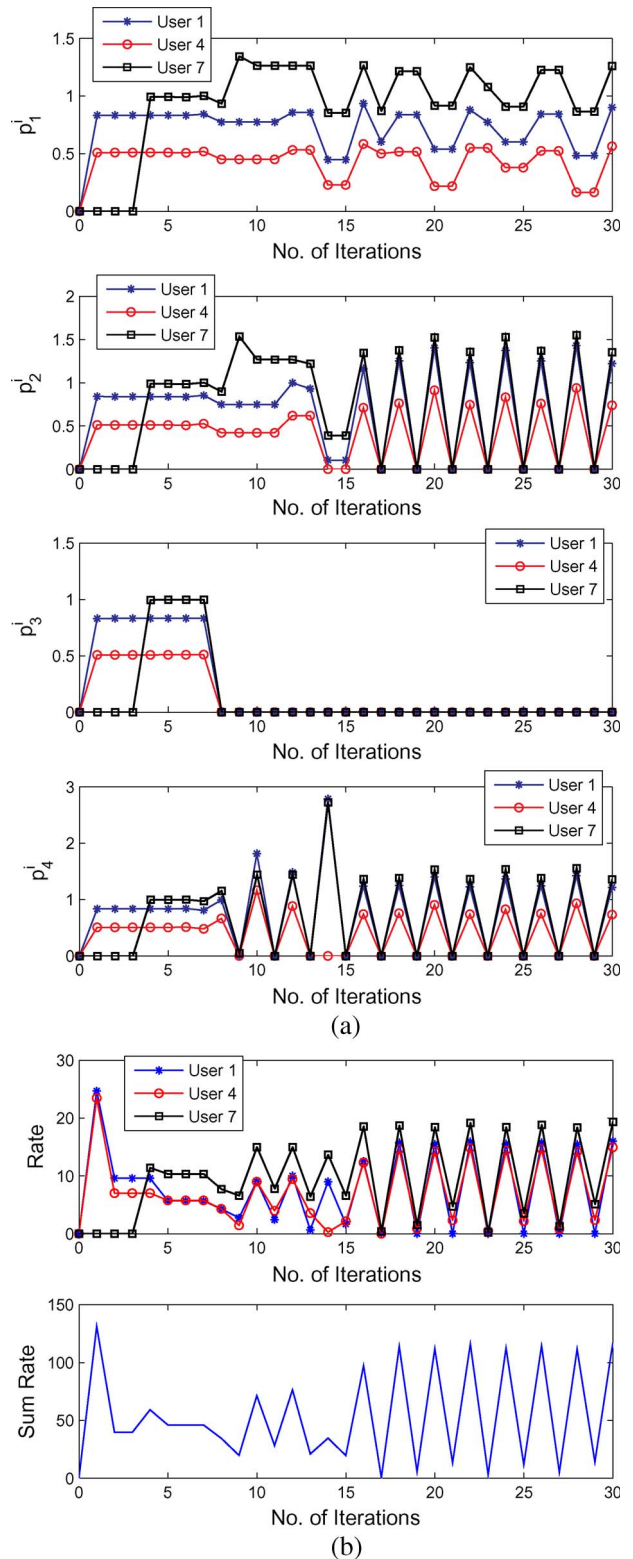 User 1
User 4
User 7
1.5
1
0.5
0
p₁ⁱ
0 5 10 15 20 25 30
No. of Iterations
User 1
User 4
User 7
2
1.5
1
0.5
0
p₂ⁱ
0 5 10 15 20 25 30
No. of Iterations
User 1
User 4
User 7
1.5
1
0.5
0
p₃ⁱ
0 5 10 15 20 25 30
No. of Iterations
User 1
User 4
User 7
3
2
1
0
p₄ⁱ
0 5 10 15 20 25 30
No. of Iterations
(a)
User 1
User 4
User 7
30
20
10
0
Rate
0 5 10 15 20 25 30
No. of Iterations
150
100
50
0
Sum Rate
0 5 10 15 20 25 30
No. of Iterations
(b)